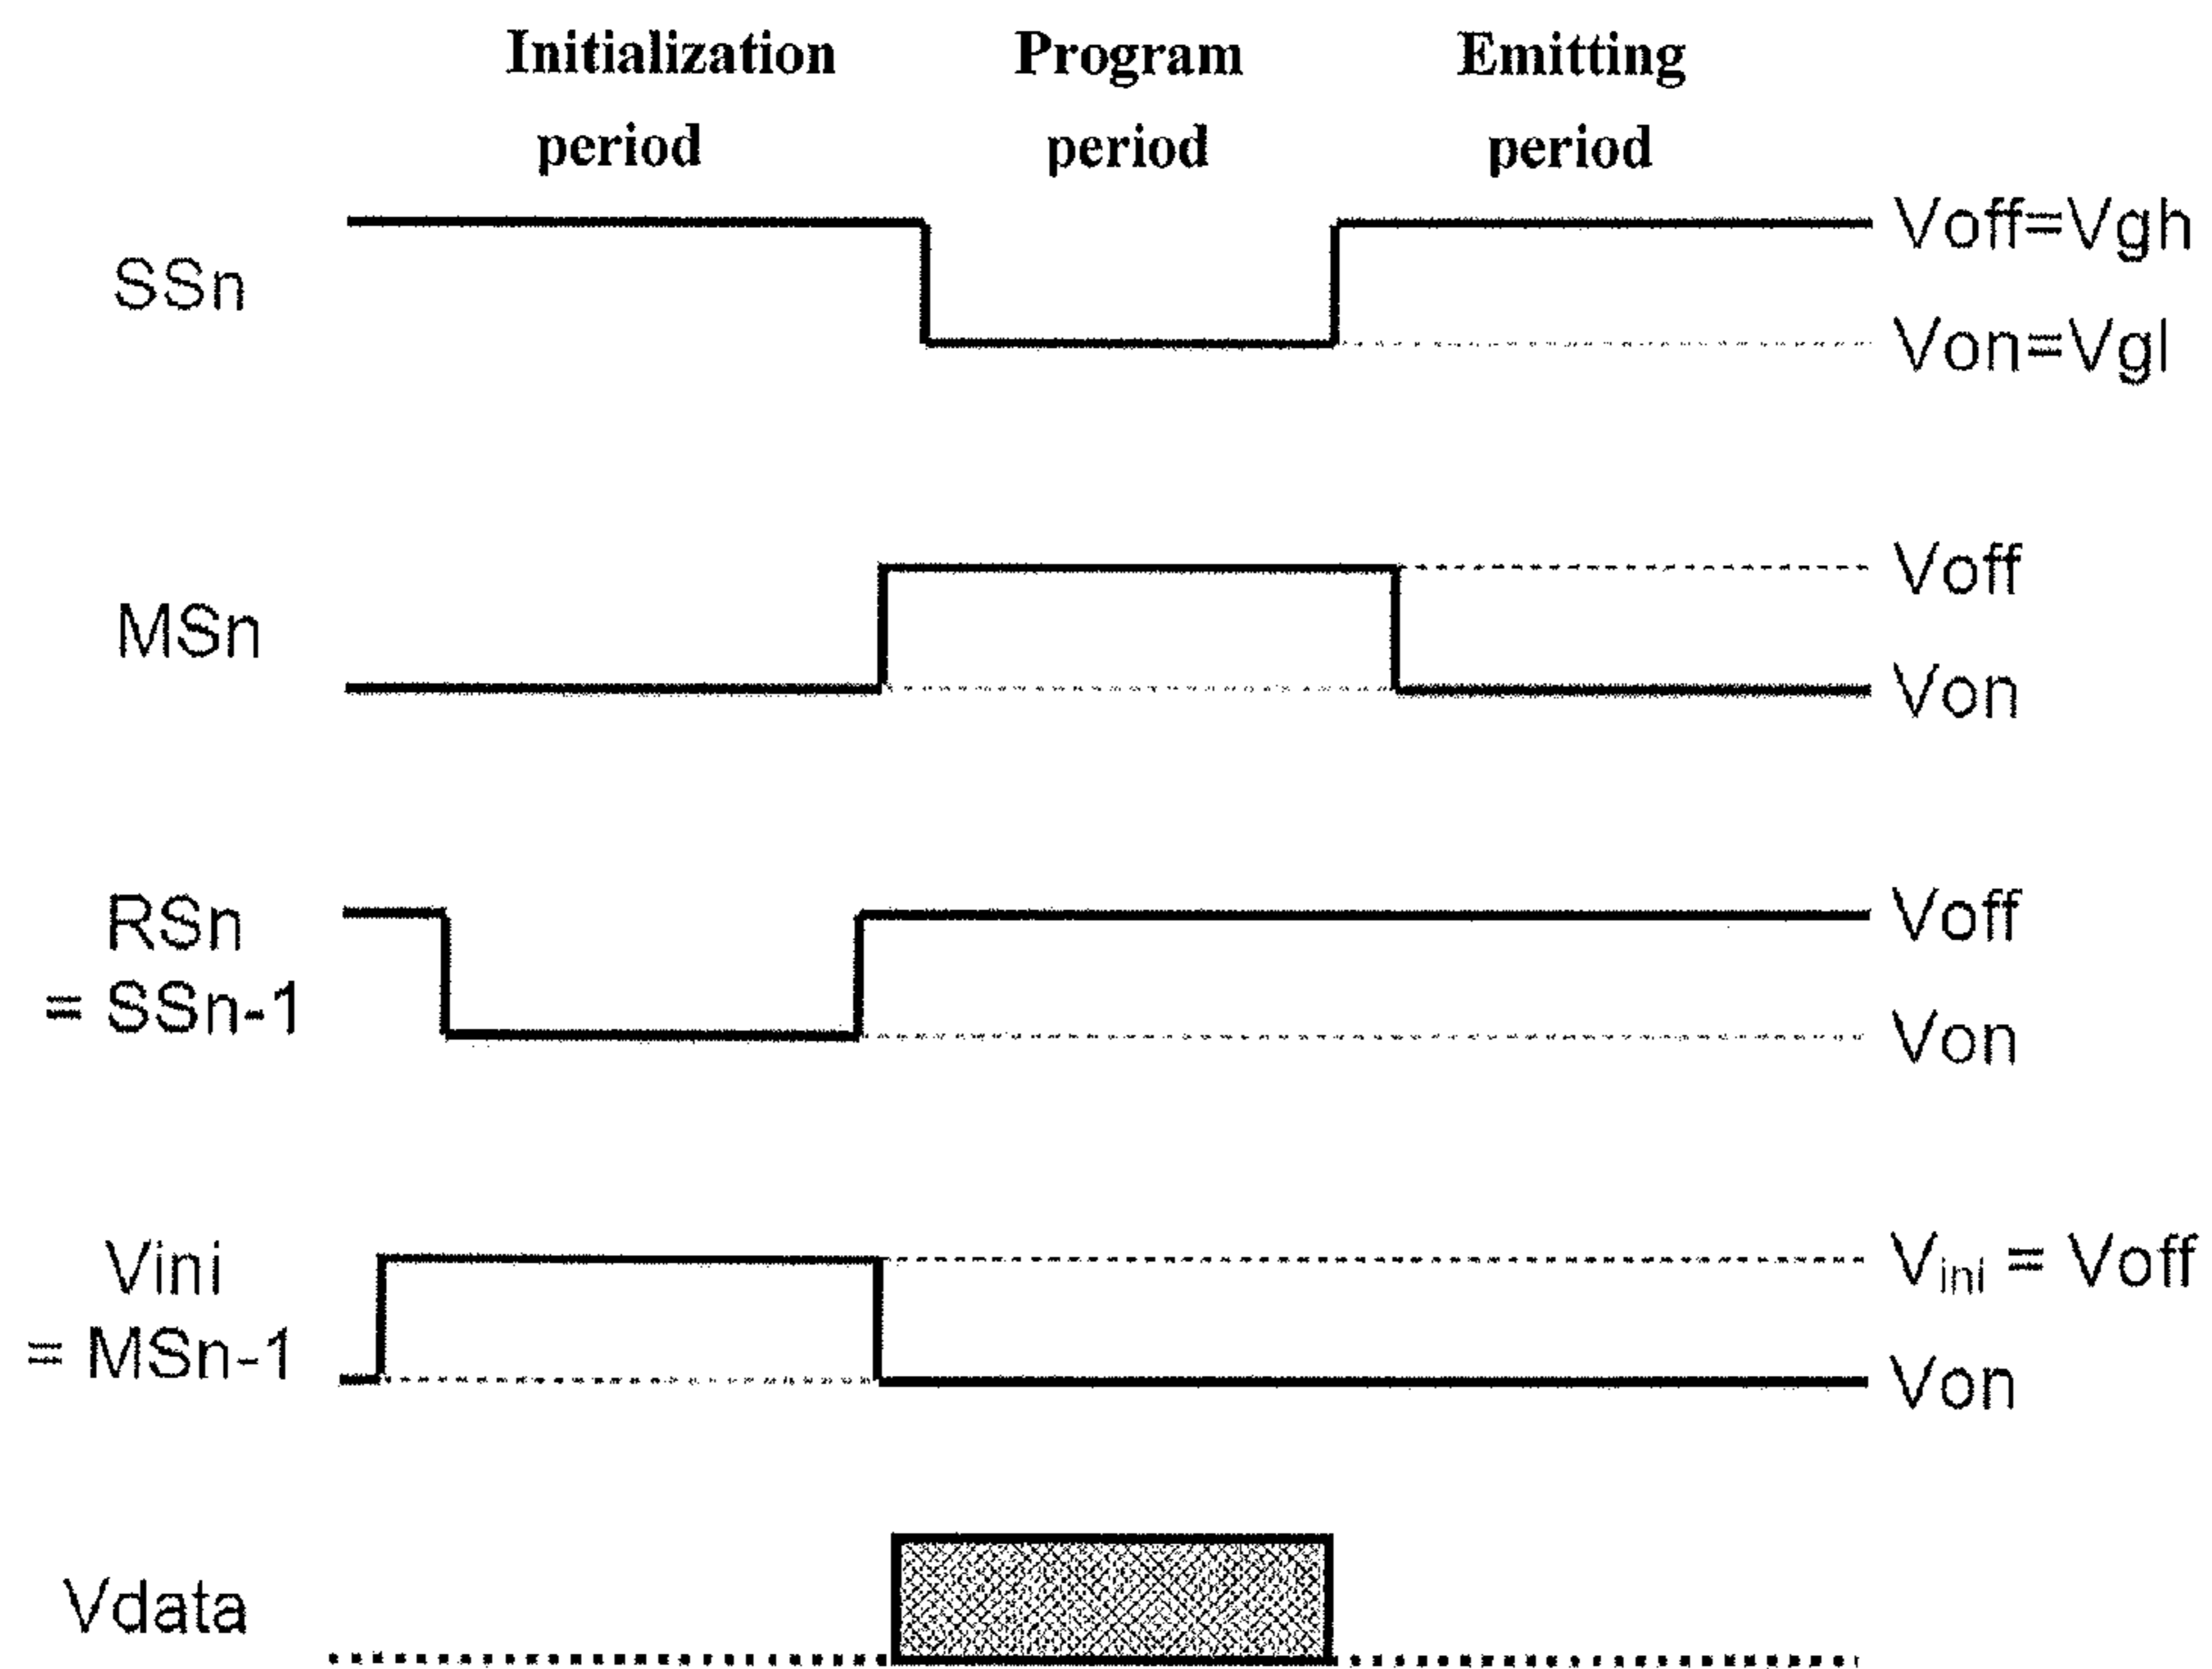 Initialization period
Program period
Emitting period
SSn
Voff=Vgh
Von=Vgl
MSn
Voff
Von
RSn
= SSn-1
Voff
Von
Vini
= MSn-1
Vini = Voff
Von
Vdata